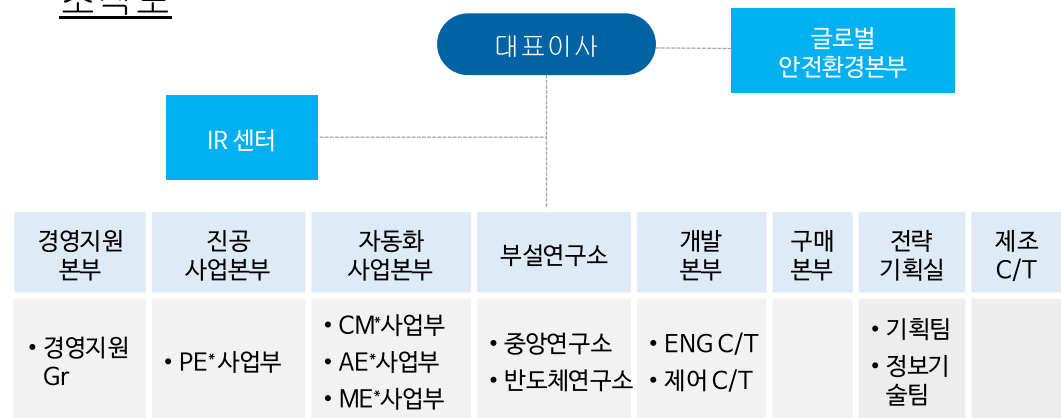 조직도
대표이사
글로벌
안전환경본부
IR 센터
경영지원
본부
진공
사업본부
자동화
사업본부
부설연구소
개발
본부
구매
본부
전략
기획실
제조
C/T
• 경영지원
Gr
• PE*사업부
• CM*사업부
• AE*사업부
• ME*사업부
• 중앙연구소
• 반도체연구소
• ENG C/T
• 제어 C/T
• 기획팀
• 정보기
술팀